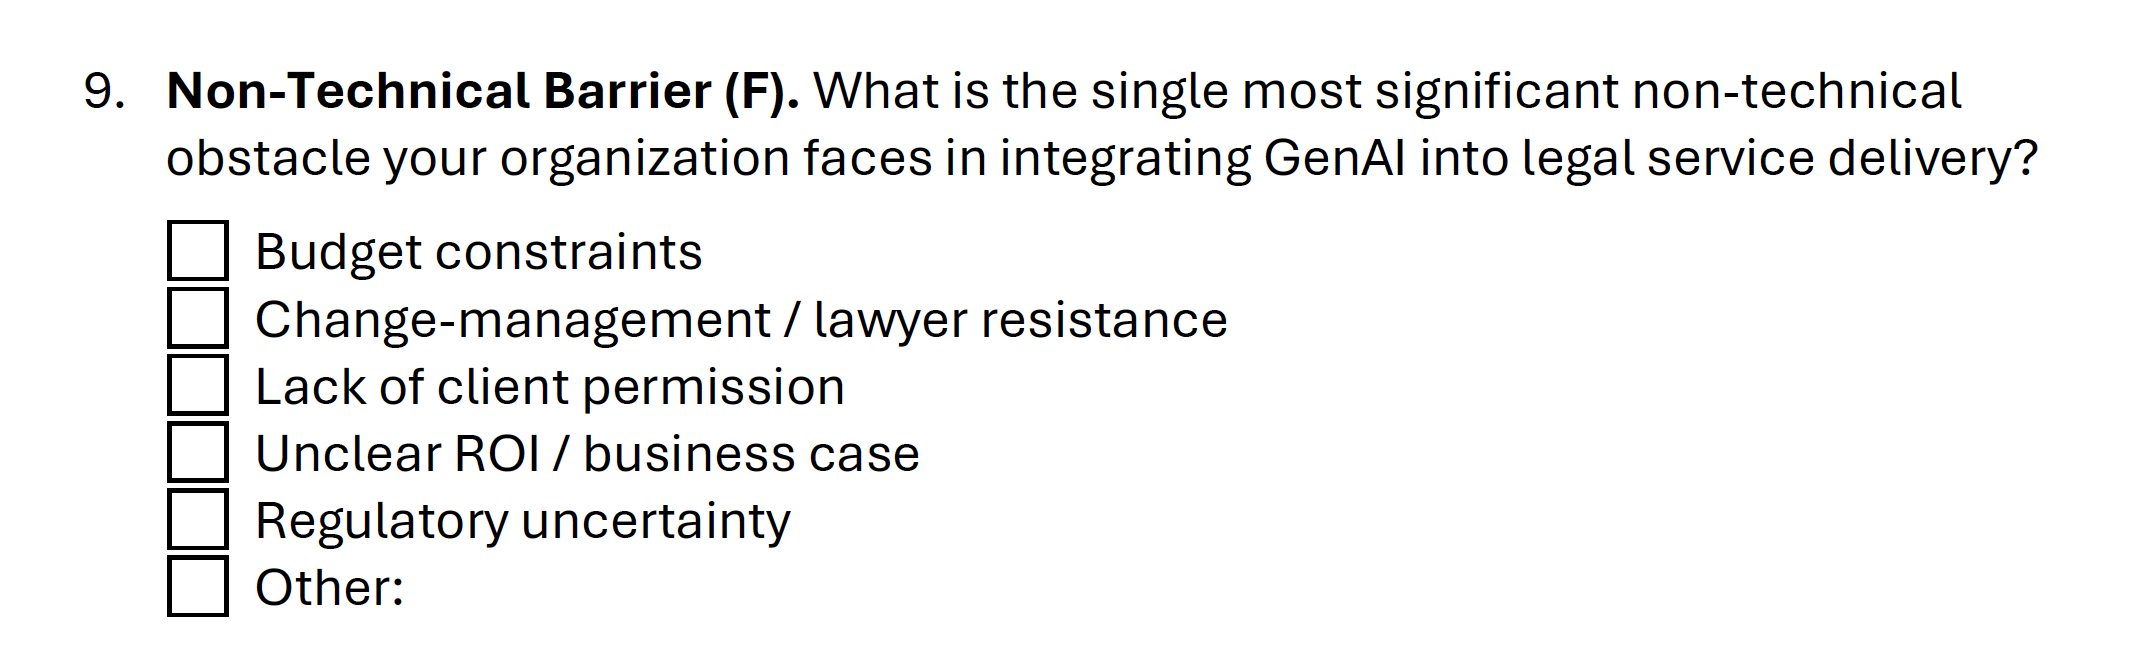 9. Non-Technical Barrier (F). What is the single most significant non-technical
obstacle your organization faces in integrating GenAI into legal service delivery?
Budget constraints
Change-management / lawyer resistance
Lack of client permission
Unclear ROI / business case
Regulatory uncertainty
Other: